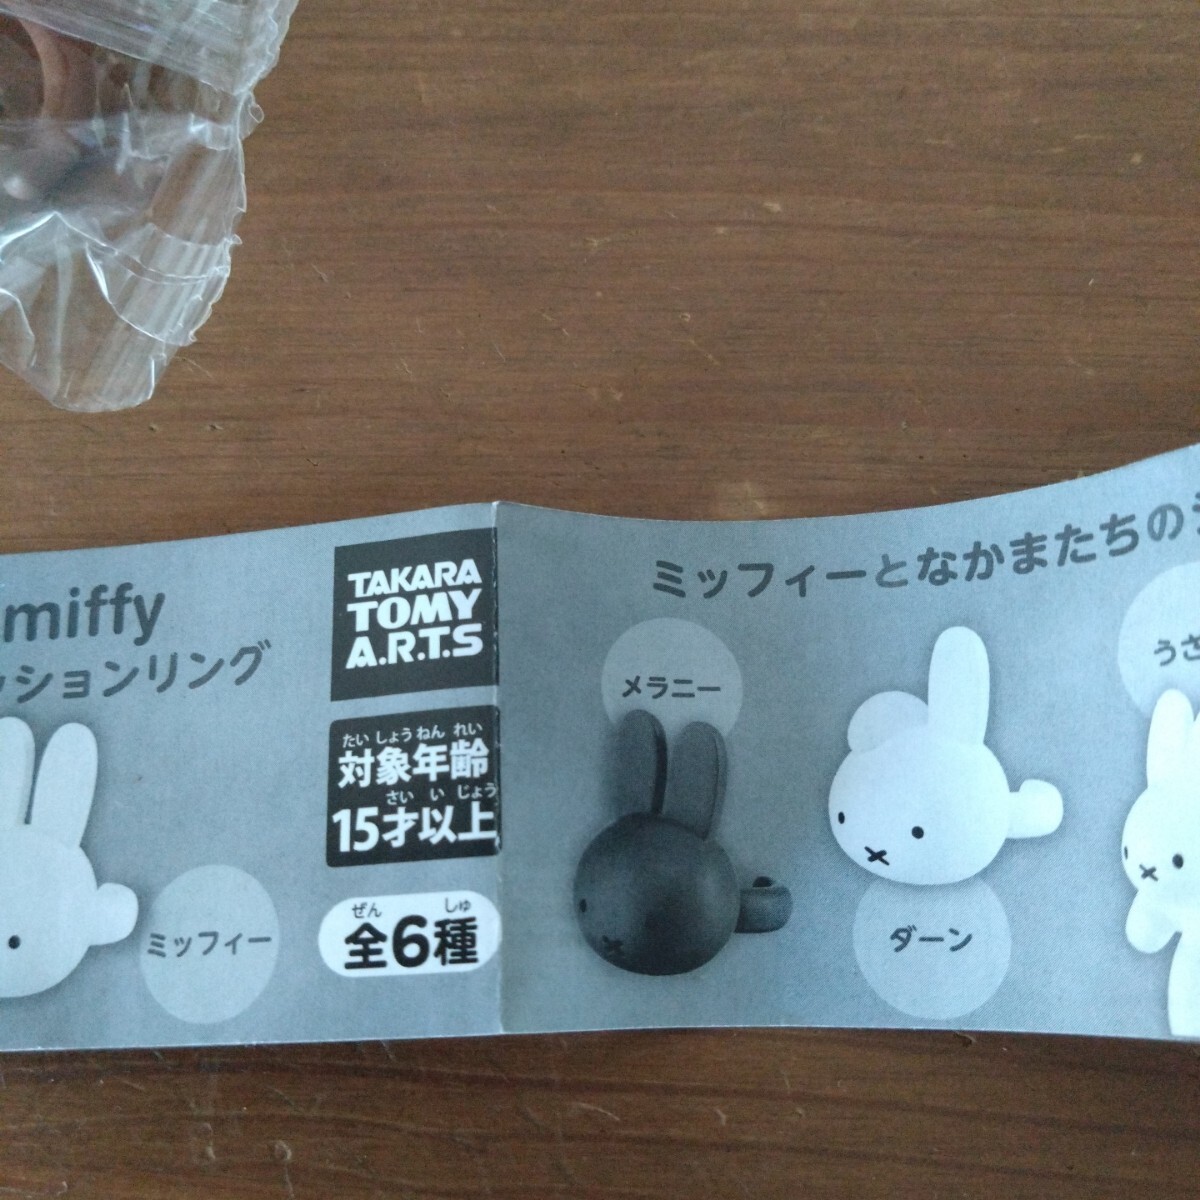 miffy
ションリング
ミッフィー
TAKARA
TOMY
A.R.T.S
たいしょうねんれい
対象年齢
さいいじょう
15才以上
ぜん しゅ
全6種
ミッフィーとなかまたちの
メラニー
ダーン
うさ